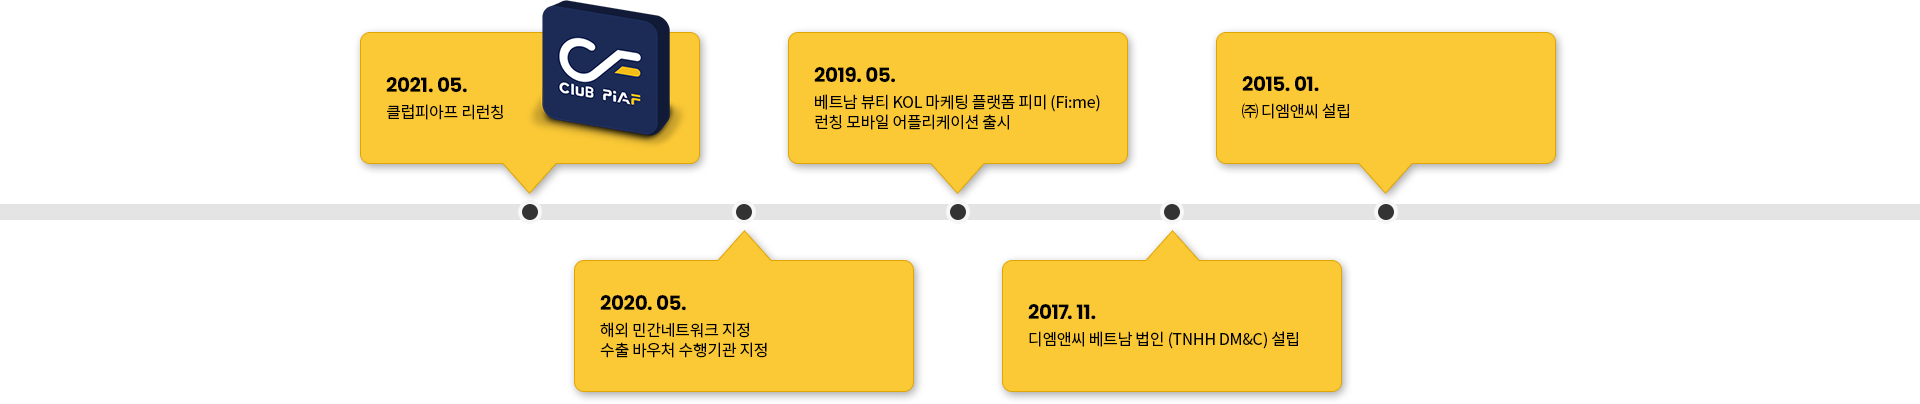 2021. 05.
클럽피아프 리런칭
CluB PiAF
2020. 05.
해외 민간네트워크 지정
수출 바우처 수행기관 지정
2019. 05.
베트남 뷰티 KOL 마케팅 플랫폼 피미 (Fi:me)
런칭 모바일 어플리케이션 출시
2017. 11.
디엠앤씨 베트남 법인 (TNHH DM&C) 설립
2015. 01.
㈜ 디엠앤씨 설립